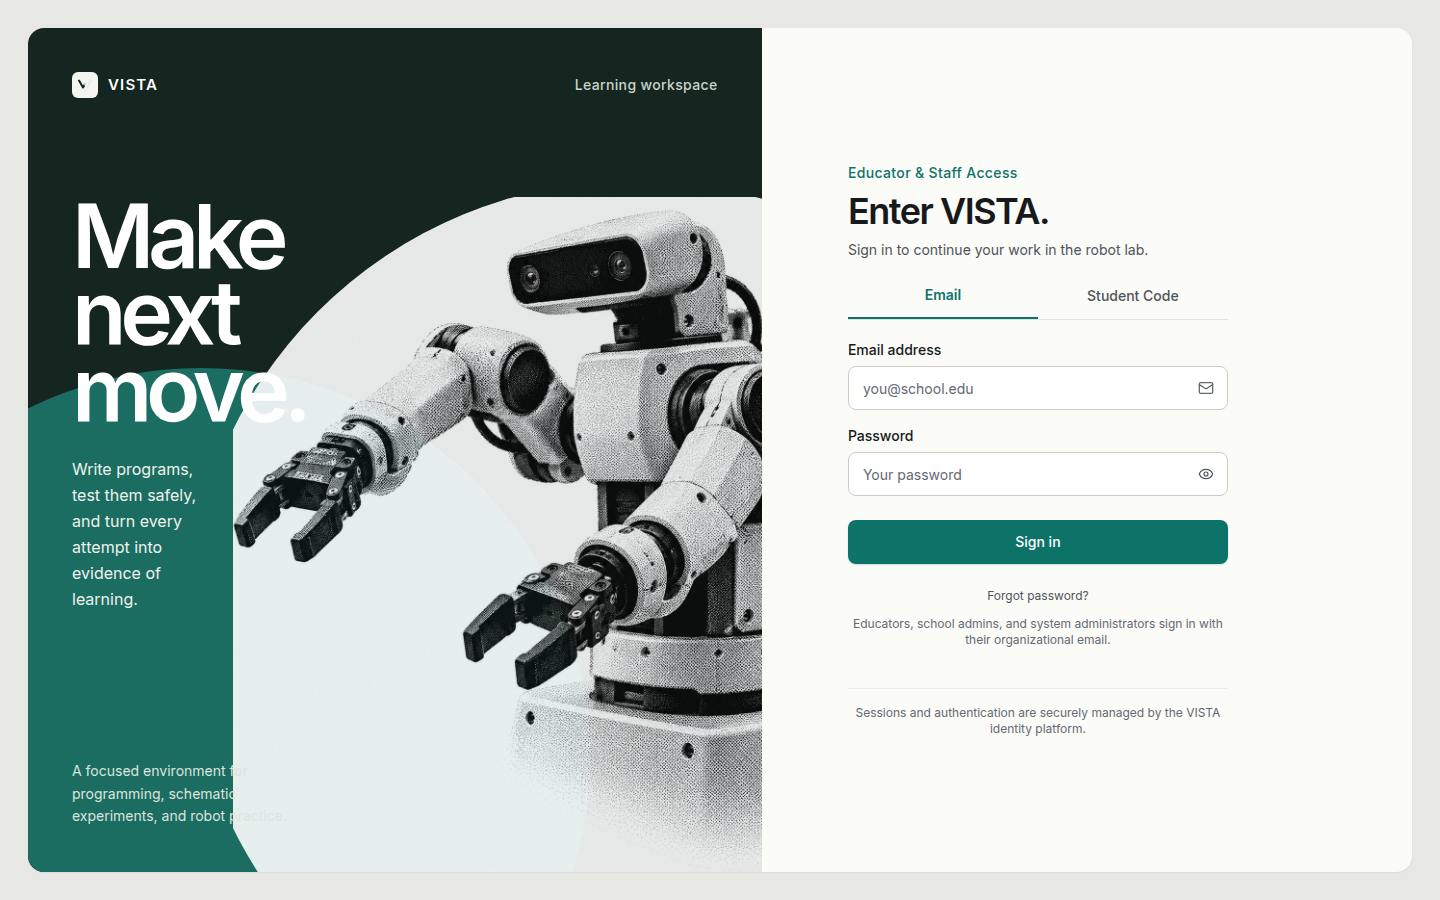 VISTA
Learning workspace
Make
next
move.
Write programs,
test them safely,
and turn every
attempt into
evidence of
learning.
A focused environment for
programming, schematic
experiments, and robot practice.
Educator & Staff Access
Enter VISTA.
Sign in to continue your work in the robot lab.
Email
Student Code
Email address
you@school.edu
Password
Your password
Sign in
Forgot password?
Educators, school admins, and system administrators sign in with
their organizational email.
Sessions and authentication are securely managed by the VISTA
identity platform.